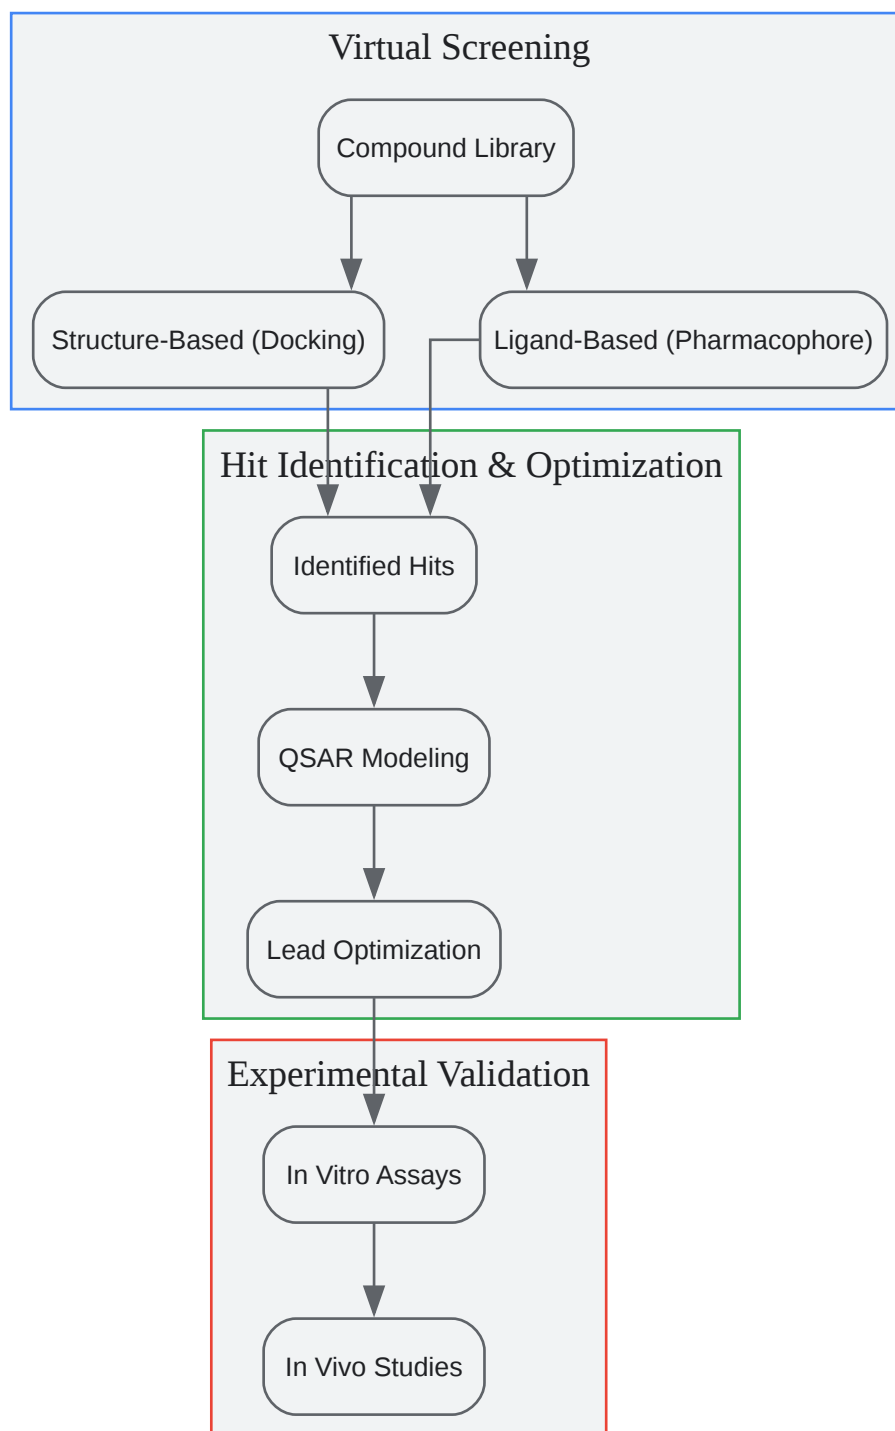 Virtual Screening
Compound Library
Structure-Based (Docking)
Ligand-Based (Pharmacophore)
Hit Identification & Optimization
Identified Hits
QSAR Modeling
Lead Optimization
Experimental Validation
In Vitro Assays
In Vivo Studies